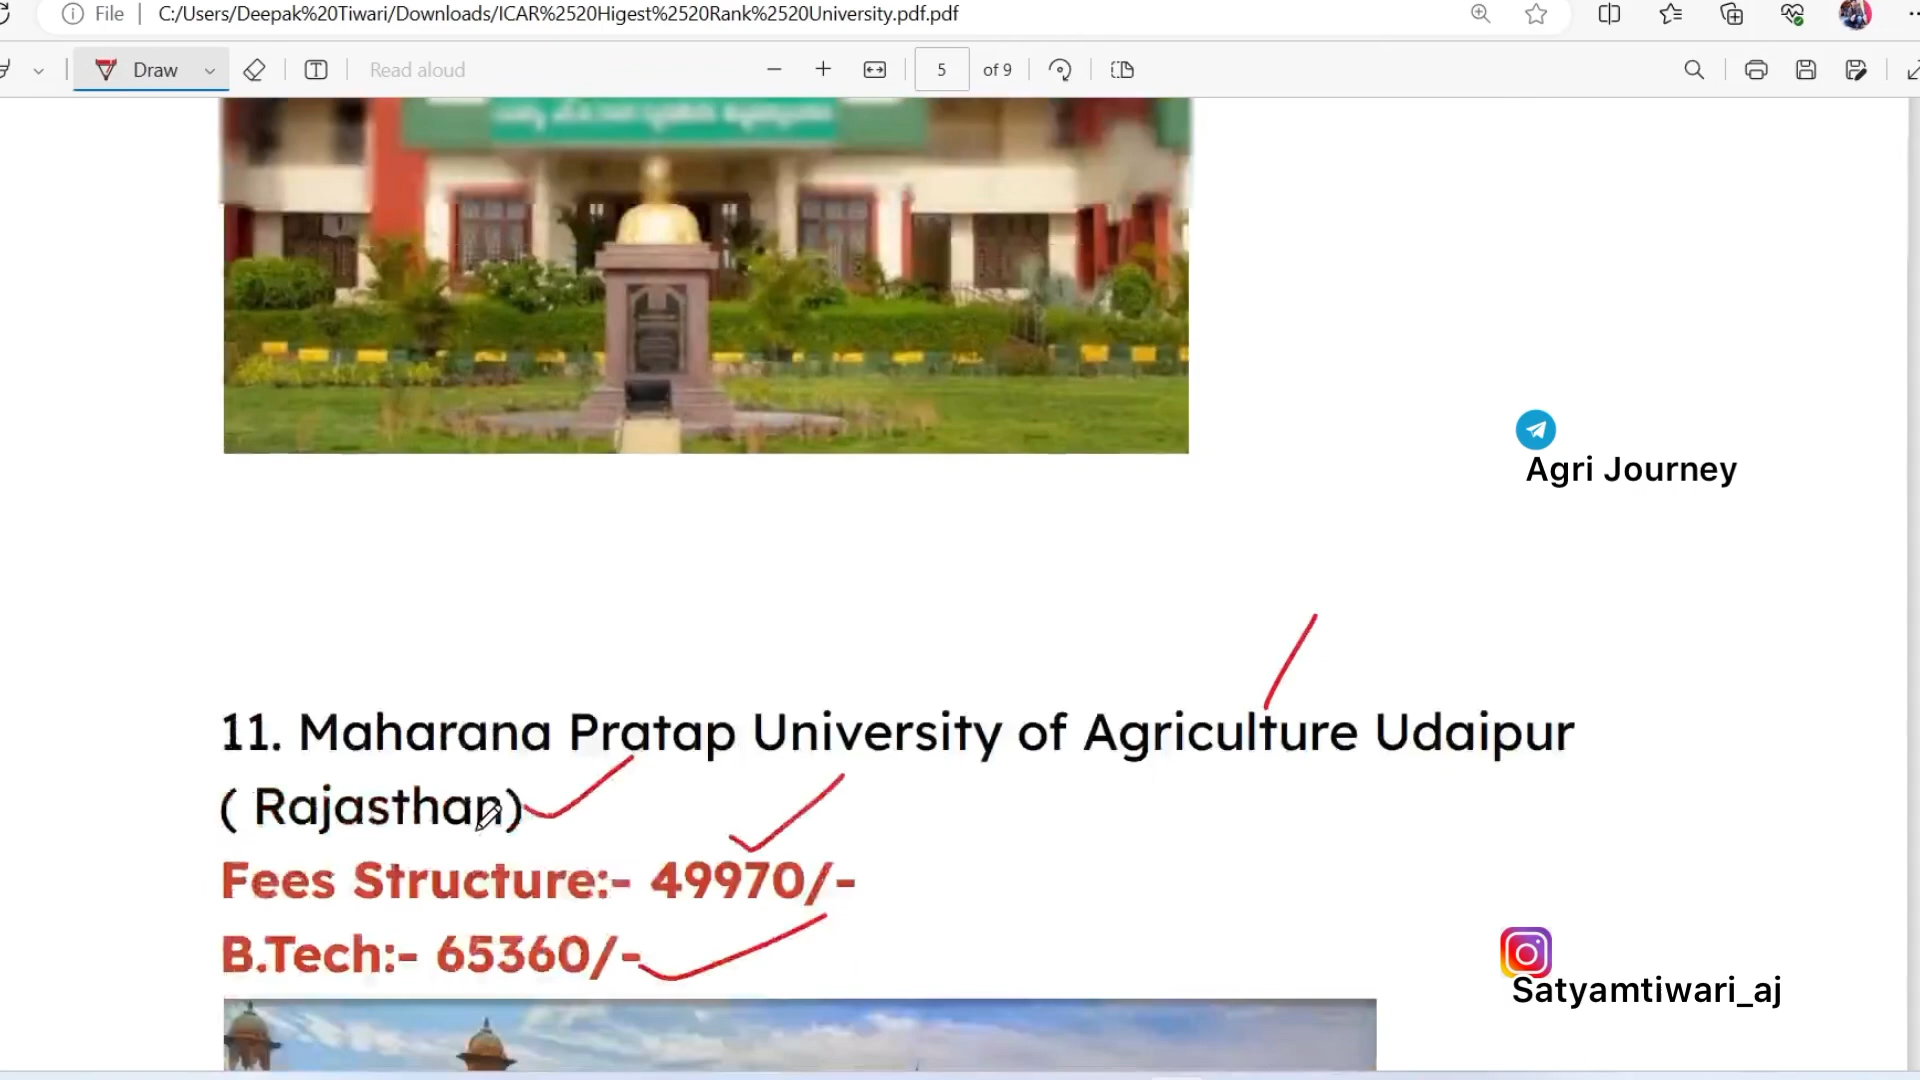 File
C:/Users/Deepak%20Tiwari/Downloads/ICAR%2520Higest%2520Rank%2520University.pdf.pdf
Draw
Read aloud
5
of 9
Agri Journey
11. Maharana Pratap University of Agriculture Udaipur
( Rajasthan)
Fees Structure:- 49970/-
B.Tech:- 65360/-
Satyamtiwari_aj